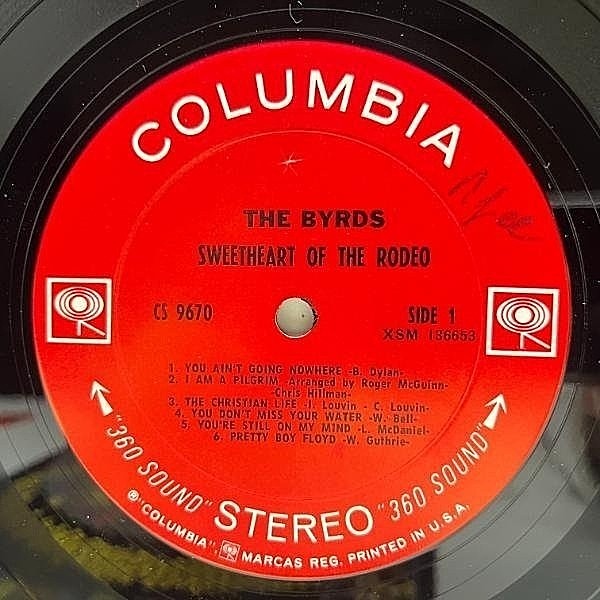 COLUMBIA
THE BYRDS
SWEETHEART OF THE RODEO
CS 9670
SIDE 1
XSM 136653
1. YOU AIN'T GOING NOWHERE -B. Dylan-
2. I AM A PILGRIM -Arranged by Roger McGuinn-
-Chris Hillman-
3. THE CHRISTIAN LIFE -J. Louvin - C. Louvin-
4. YOU DON'T MISS YOUR WATER -W. Bell-
5. YOU'RE STILL ON MY MIND -L. McDaniel-
6. PRETTY BOY FLOYD -W. Guthrie-
"360 SOUND" STEREO "360 SOUND"
℗"COLUMBIA", MARCAS REG. PRINTED IN U.S.A.